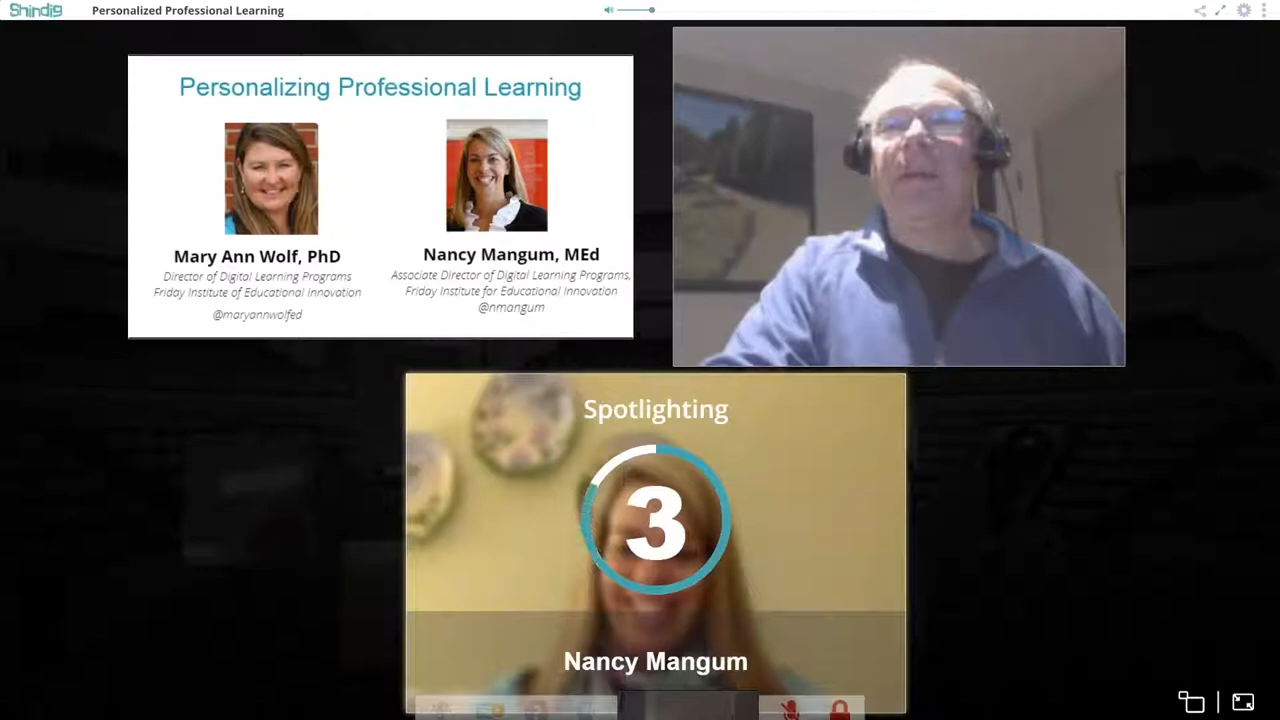 Shindig
Personalized Professional Learning
Personalizing Professional Learning
Mary Ann Wolf, PhD
Director of Digital Learning Programs
Friday Institute of Educational Innovation
@maryannwolfed
Nancy Mangum, MEd
Associate Director of Digital Learning Programs,
Friday Institute for Educational Innovation
@nmangum
Spotlighting
3
Nancy Mangum